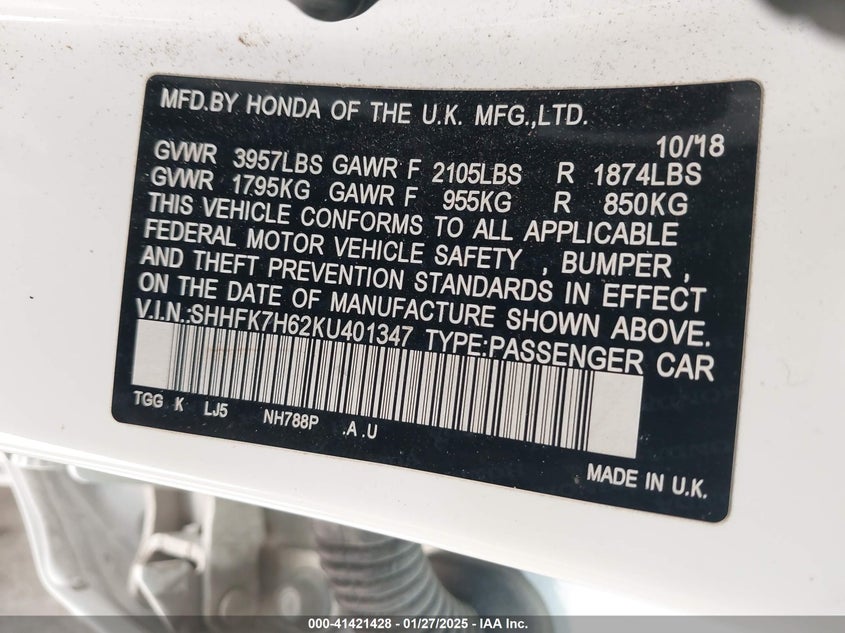 MFD.BY HONDA OF THE U.K. MFG.,LTD.
10/'18
GVWR 3957LBS GAWR F 2105LBS R 1874LBS
GVWR 1795KG GAWR F 955KG R 850KG
THIS VEHICLE CONFORMS TO ALL APPLICABLE
FEDERAL MOTOR VEHICLE SAFETY , BUMPER ,
AND THEFT PREVENTION STANDARDS IN EFFECT
ON THE DATE OF MANUFACTURE SHOWN ABOVE.
V.I.N.:SHHFK7H62KU401347 TYPE:PASSENGER CAR
TGG K LJ5 NH788P .A .U
MADE IN U.K.
000-41421428 - 01/27/2025 - IAA Inc.